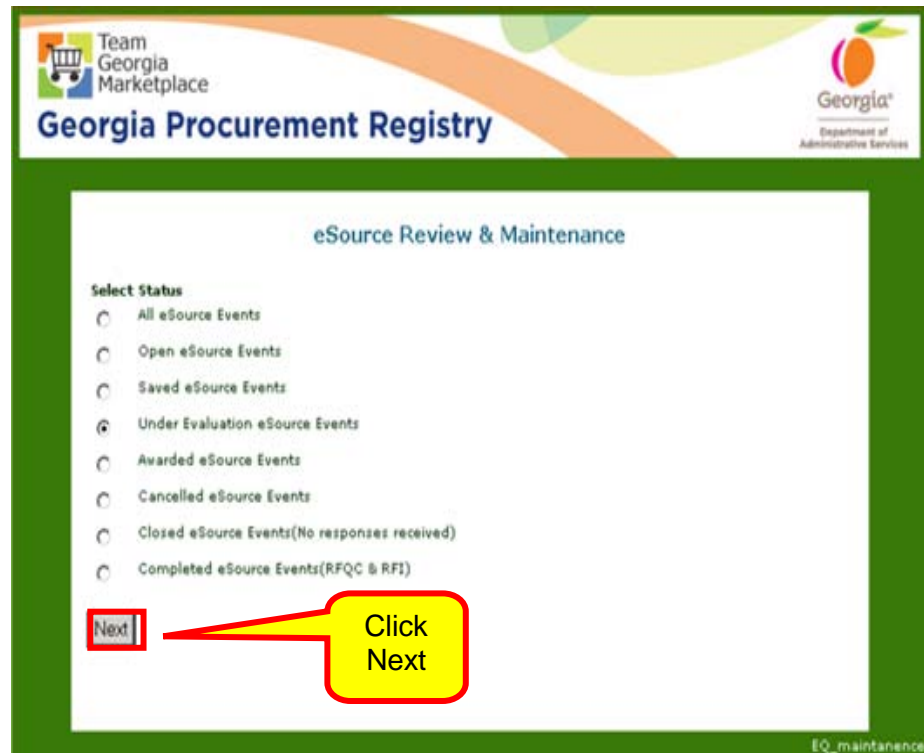 Team
Georgia
Marketplace
Georgia Procurement Registry
Georgia®
Department of
Administrative Services
eSource Review & Maintenance
Select Status
All eSource Events
Open eSource Events
Saved eSource Events
Under Evaluation eSource Events
Awarded eSource Events
Cancelled eSource Events
Closed eSource Events(No responses received)
Completed eSource Events(RFQC & RFI)
Next
Click
Next
EQ_maintanence